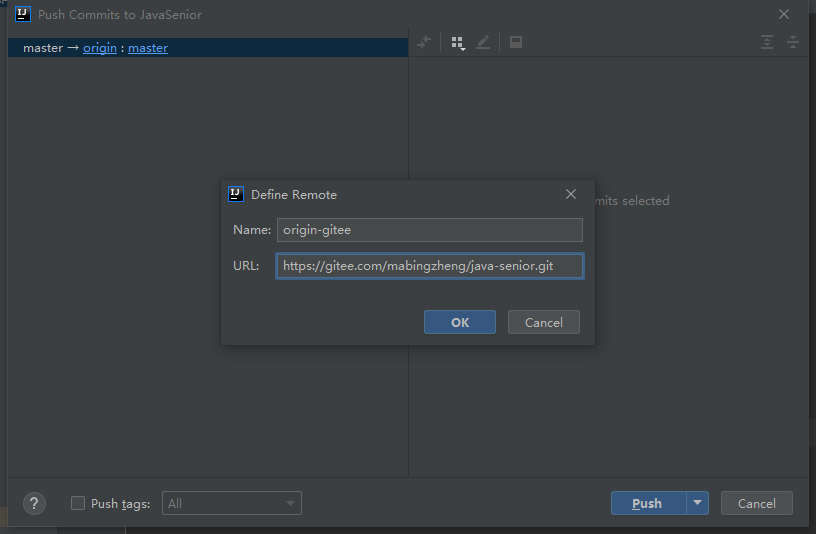 Push Commits to JavaSenior
master → origin : master
Define Remote
mits selected
Name: origin-gitee
URL: https://gitee.com/mabingzheng/java-senior.git
OK Cancel
? Push tags: All Push Cancel